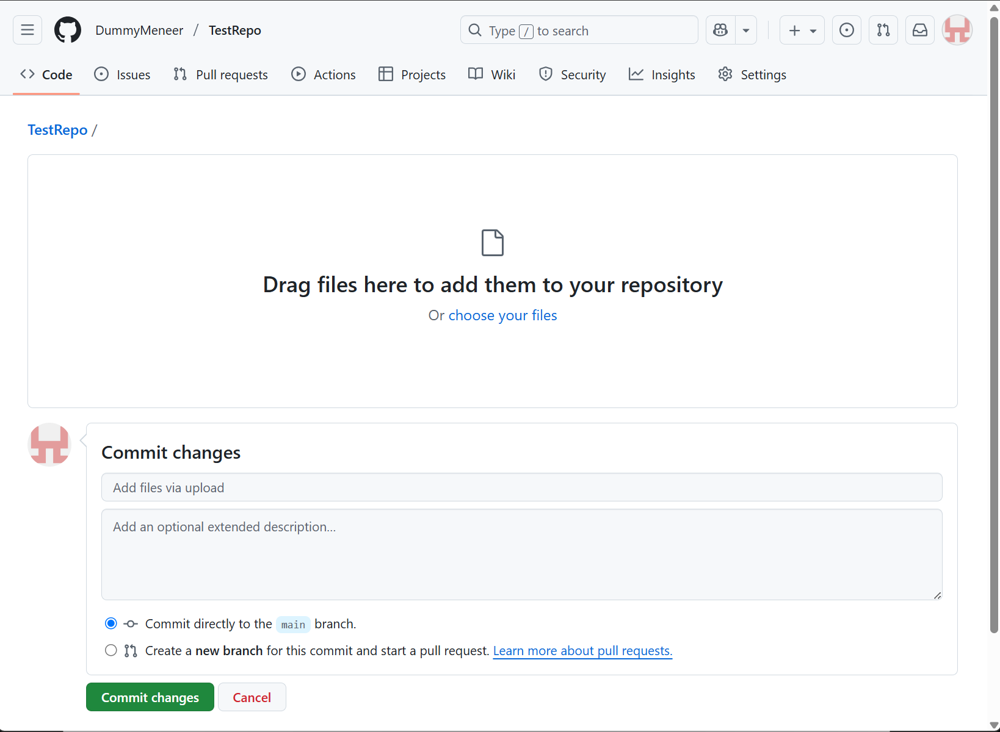 DummyMeneer / TestRepo
Type / to search
Code
Issues
Pull requests
Actions
Projects
Wiki
Security
Insights
Settings
TestRepo /
Drag files here to add them to your repository
Or choose your files
Commit changes
Add files via upload
Add an optional extended description...
Commit directly to the main branch.
Create a new branch for this commit and start a pull request. Learn more about pull requests.
Commit changes
Cancel